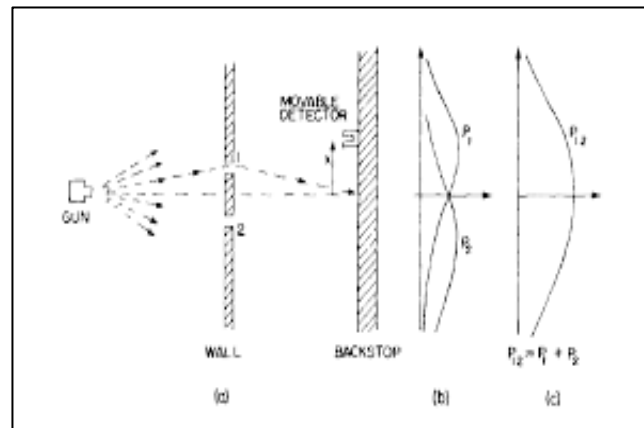 MOVABLE
DETECTOR
X
1
2
GUN
WALL
BACKSTOP
P₁
P₂
P₁₂
P₁₂ = P₁ + P₂
(a)
(b)
(c)